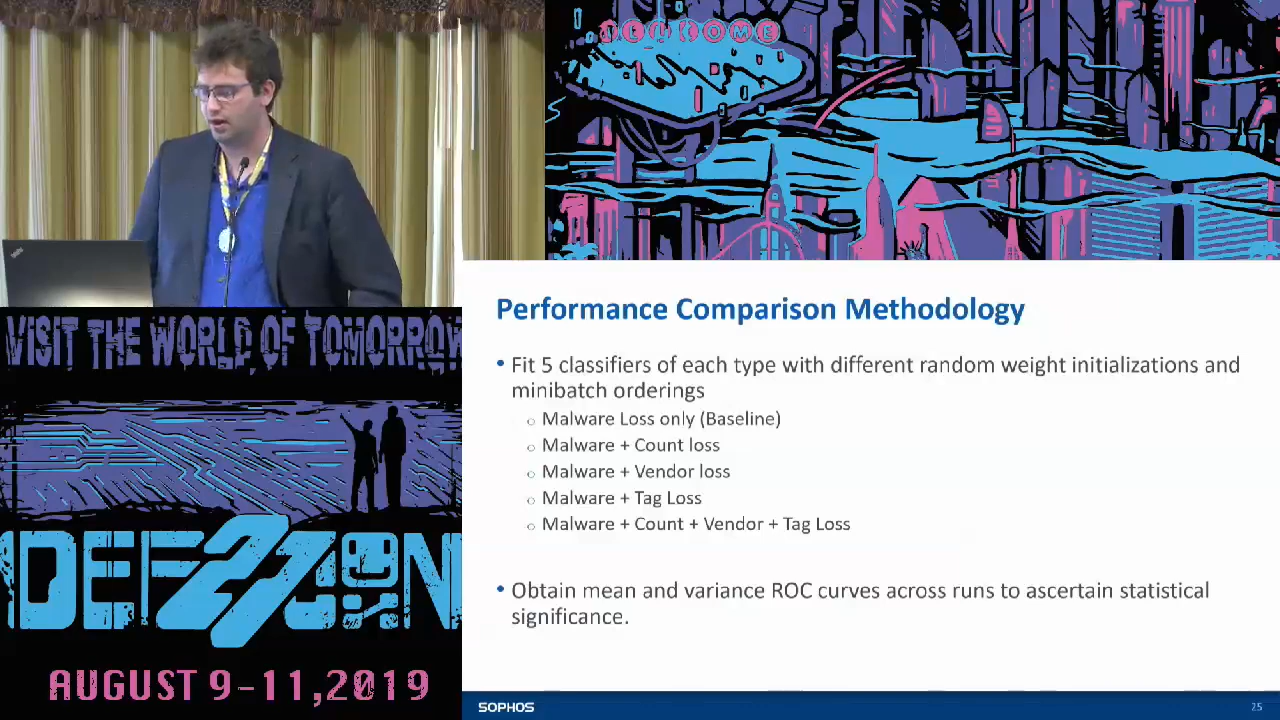 WELCOME
VISIT THE WORLD OF TOMORROW
DEF 27 CON
AUGUST 9-11, 2019
Performance Comparison Methodology
• Fit 5 classifiers of each type with different random weight initializations and
minibatch orderings
o Malware Loss only (Baseline)
o Malware + Count loss
o Malware + Vendor loss
o Malware + Tag Loss
o Malware + Count + Vendor + Tag Loss
• Obtain mean and variance ROC curves across runs to ascertain statistical
significance.
SOPHOS
25